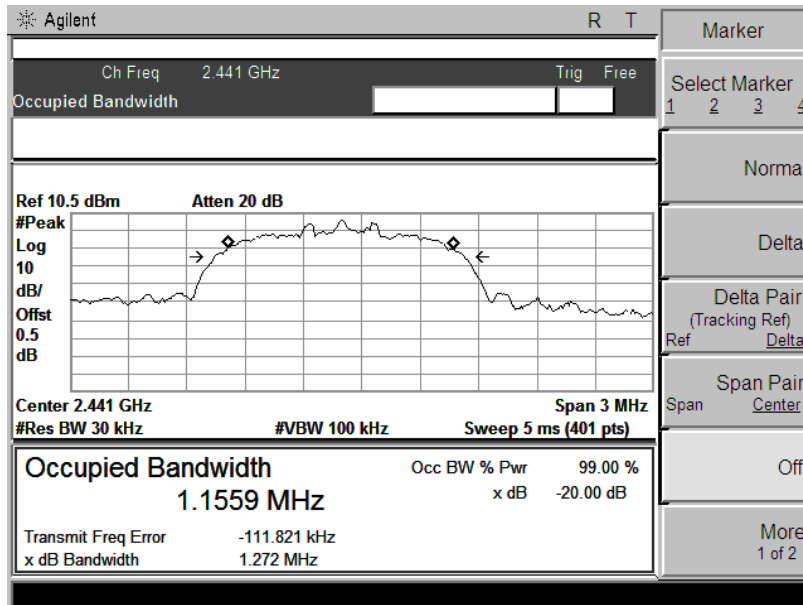 Agilent R T
Ch Freq 2.441 GHz Trig Free
Occupied Bandwidth
Ref 10.5 dBm Atten 20 dB
#Peak
Log
10
dB/
Offst
0.5
dB
Center 2.441 GHz Span 3 MHz
#Res BW 30 kHz #VBW 100 kHz Sweep 5 ms (401 pts)
Occupied Bandwidth Occ BW % Pwr 99.00 %
1.1559 MHz x dB -20.00 dB
Transmit Freq Error -111.821 kHz
x dB Bandwidth 1.272 MHz
Marker
Select Marker
1 2 3 4
Norma
Delta
Delta Pair
(Tracking Ref)
Ref Delta
Span Pair
Span Center
Off
More
1 of 2